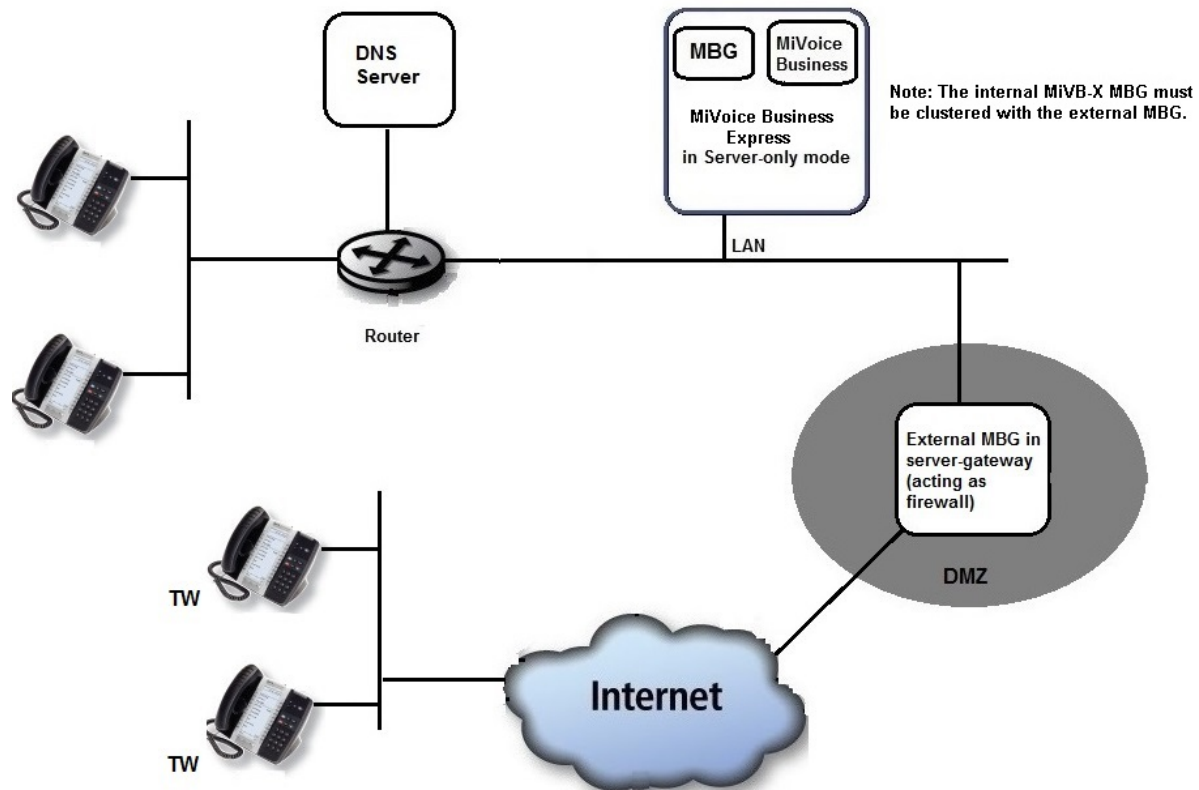 DNS
Server
MBG
MiVoice
Business
MiVoice Business
Express
in Server-only mode
Note: The internal MiVB-X MBG must
be clustered with the external MBG.
LAN
Router
External MBG in
server-gateway
(acting as
firewall)
DMZ
TW
Internet
TW